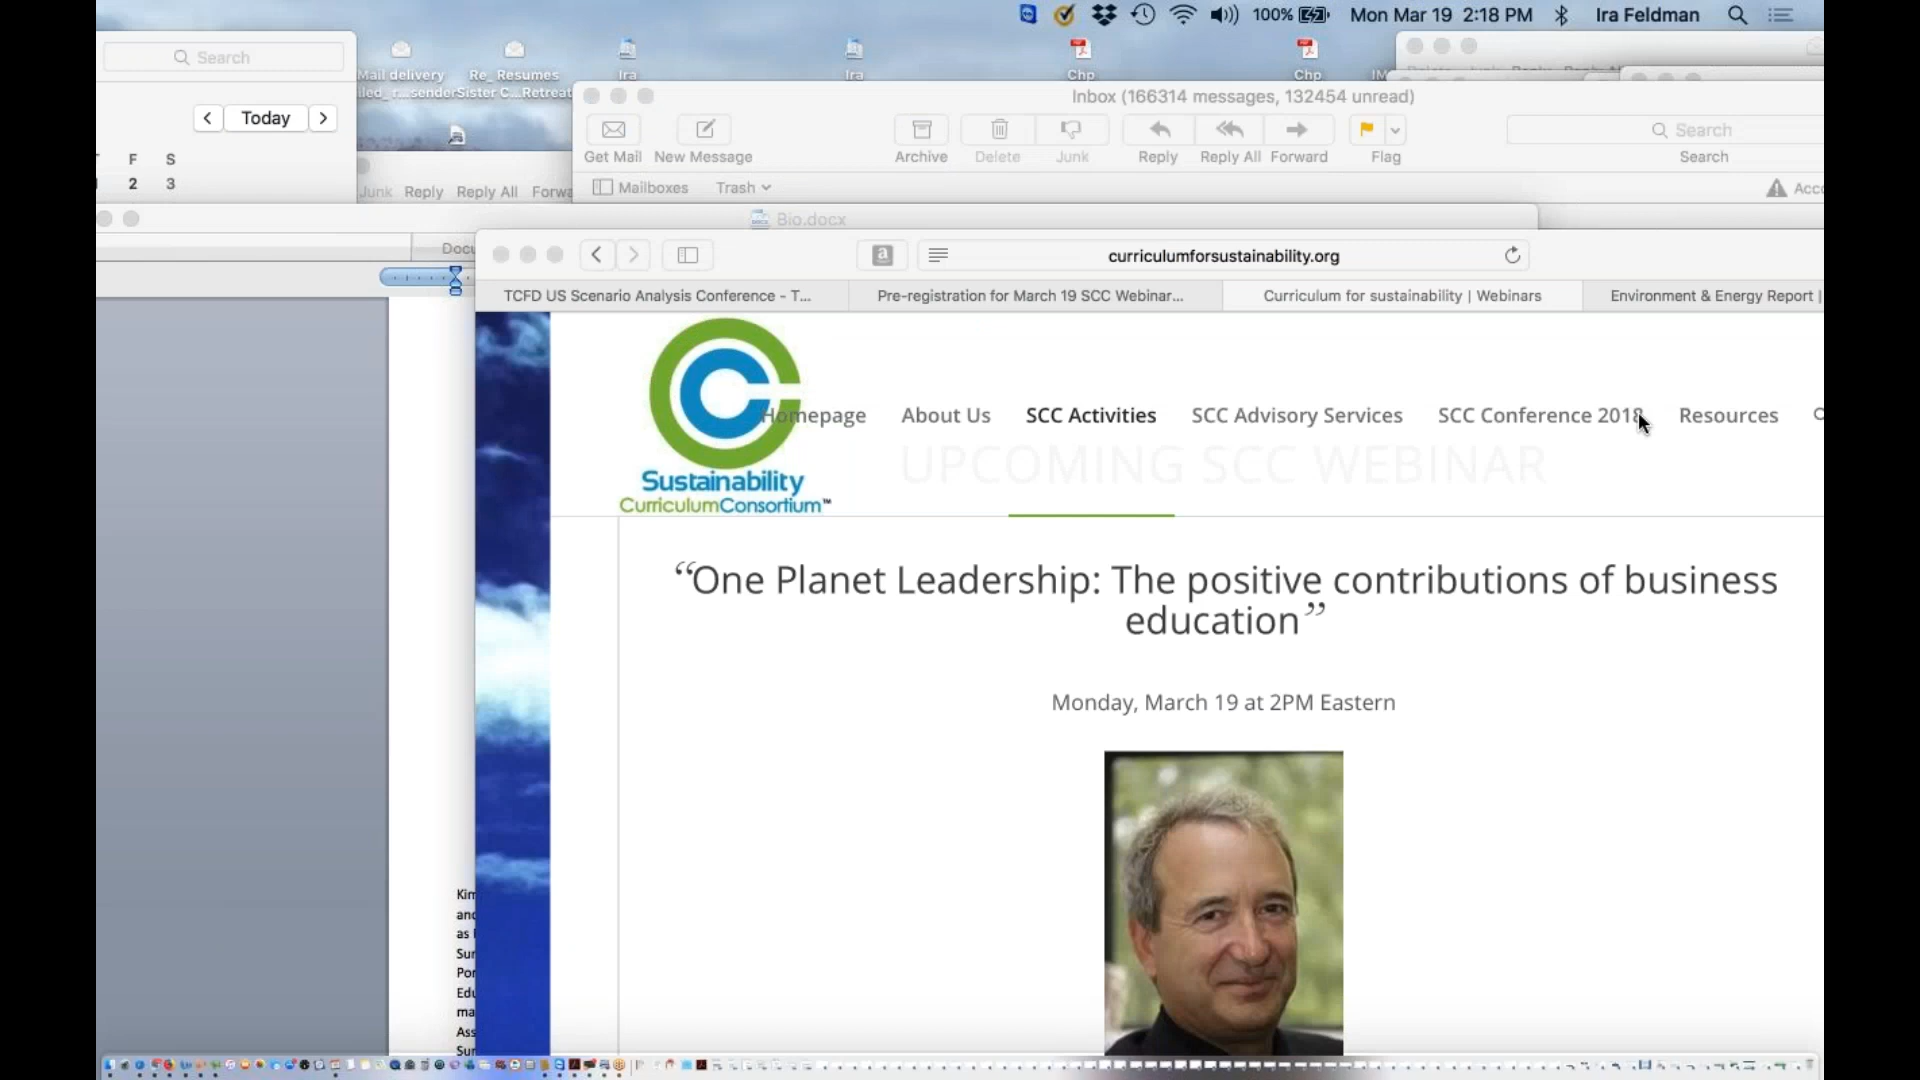 100% Mon Mar 19 2:18 PM Ira Feldman
Search
Mail delivery
Re_ Resumes
Ira
Ira
Chp
Chp
Sister C...Retreat
Today
T F S
2 3
Inbox (166314 messages, 132454 unread)
Get Mail New Message Archive Delete Junk Reply Reply All Forward Flag
Search
Search
Junk Reply Reply All Forwa
Mailboxes Trash
Bio.docx
curriculumforsustainability.org
TCFD US Scenario Analysis Conference - T...
Pre-registration for March 19 SCC Webinar...
Curriculum for sustainability | Webinars
Environment & Energy Report |
Homepage About Us SCC Activities SCC Advisory Services SCC Conference 2018 Resources
UPCOMING SCC WEBINAR
Sustainability
CurriculumConsortium™
“One Planet Leadership: The positive contributions of business
education”
Monday, March 19 at 2PM Eastern